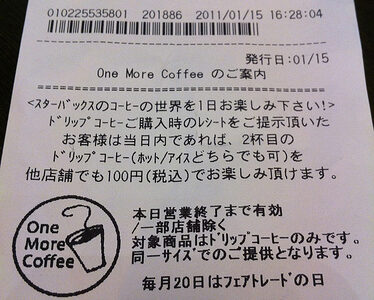 010225535801 201886 2011/01/15 16:28:04
発行日:01/15
One More Coffee のご案内
<ｽﾀｰﾊﾞｯｸｽのｺｰﾋｰの世界を1日お楽しみ下さい!>
ﾄﾞﾘｯﾌﾟｺｰﾋｰご購入時のﾚｼｰﾄをご提示頂いた
お客様は当日内であれば、2杯目の
ﾄﾞﾘｯﾌﾟｺｰﾋｰ(ﾎｯﾄ/ｱｲｽどちらでも可)を
他店舗でも100円(税込)でお楽しみ頂けます。
One
More
Coffee
本日営業終了まで有効
/一部店舗除く
対象商品はﾄﾞﾘｯﾌﾟｺｰﾋｰのみです。
同一ｻｲｽﾞでのご提供となります。
毎月20日はﾌｪｱﾄﾚｰﾄﾞの日